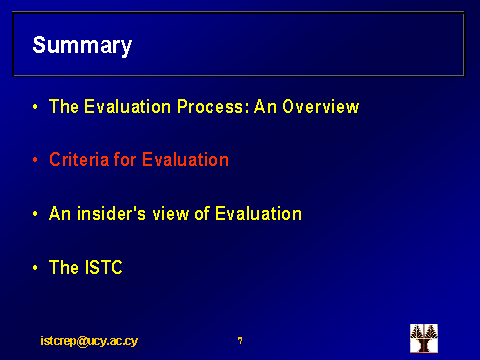 Summary
• The Evaluation Process: An Overview
• Criteria for Evaluation
• An insider's view of Evaluation
• The ISTC
istcrep@ucy.ac.cy
7